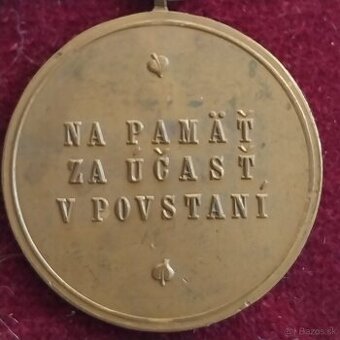 NA PAMÄŤ
ZA ÚČASŤ
V POVSTANÍ
Bazos.sk